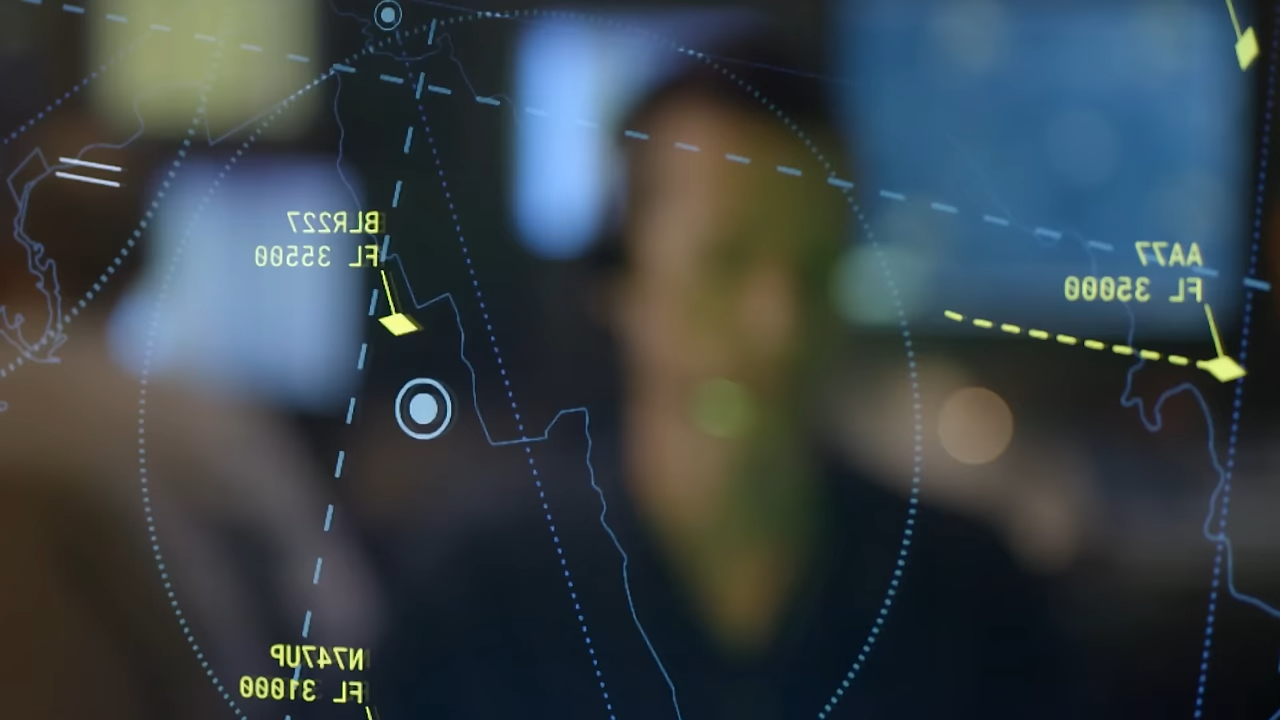 BLR227
FL 35500
AA77
FL 35000
N747UP
FL 31000